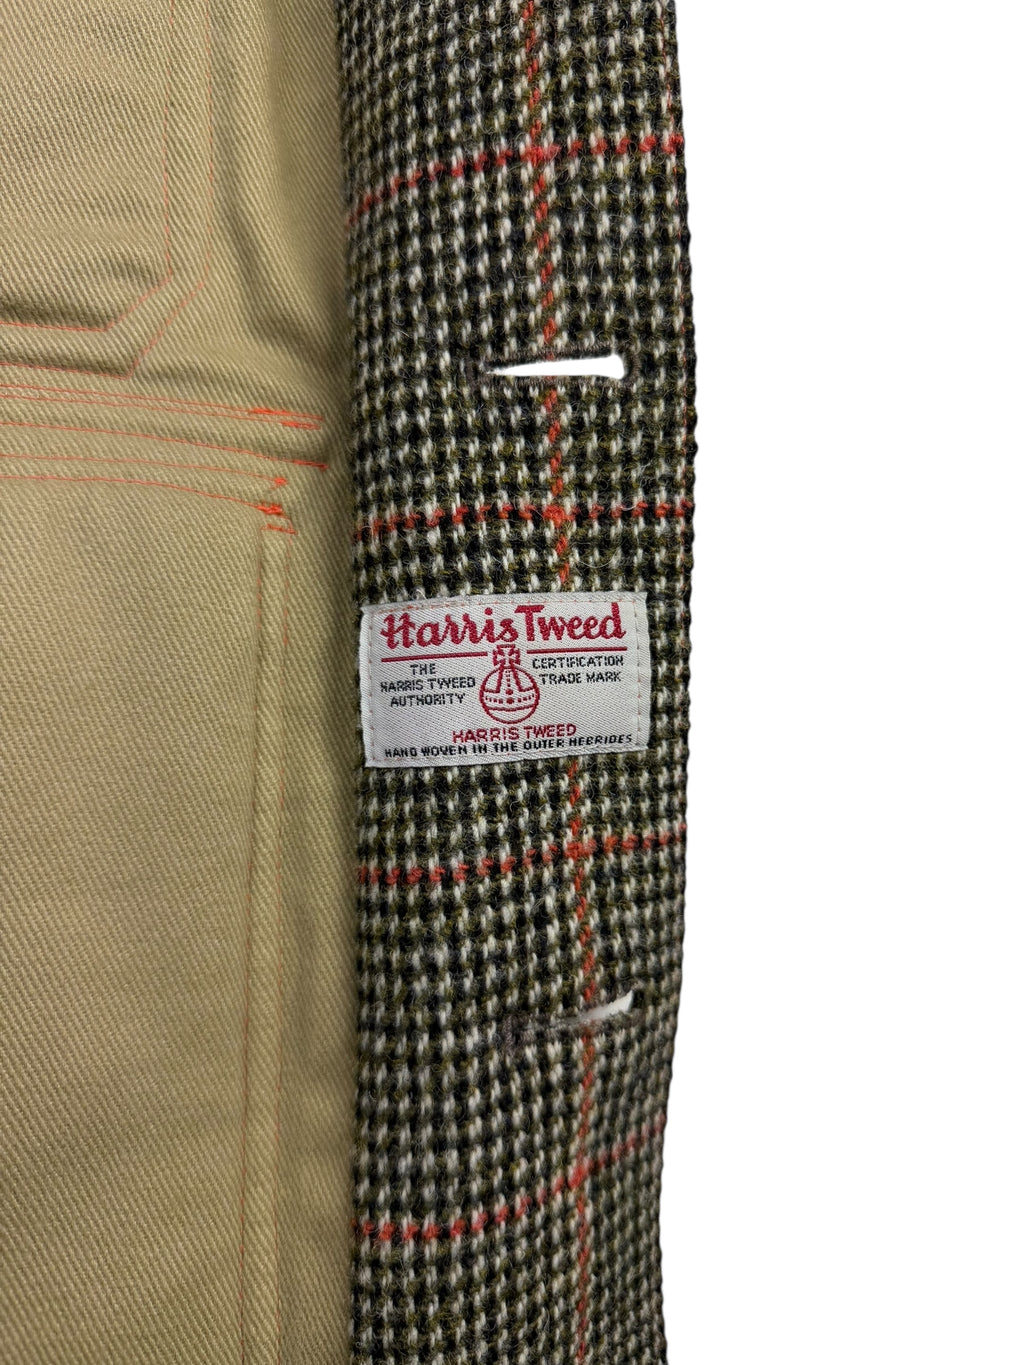 Harris Tweed
THE
HARRIS TWEED
AUTHORITY
CERTIFICATION
TRADE MARK
HARRIS TWEED
HAND WOVEN IN THE OUTER HEBRIDES